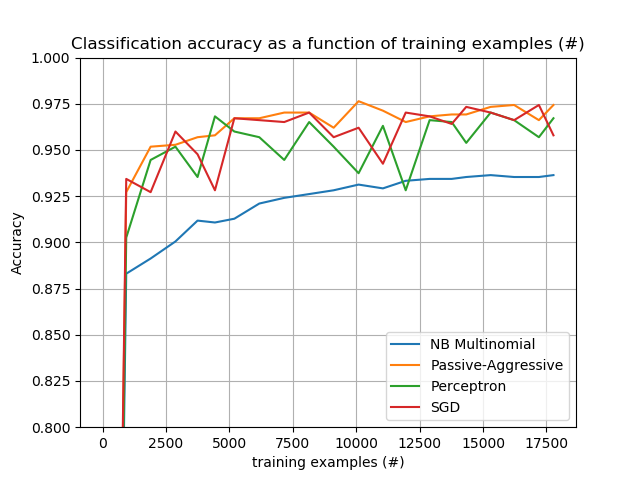 Classification accuracy as a function of training examples (#)
1.000
0.975
0.950
0.925
0.900
0.875
0.850
0.825
0.800
Accuracy
NB Multinomial
Passive-Aggressive
Perceptron
SGD
0
2500
5000
7500
10000
12500
15000
17500
training examples (#)